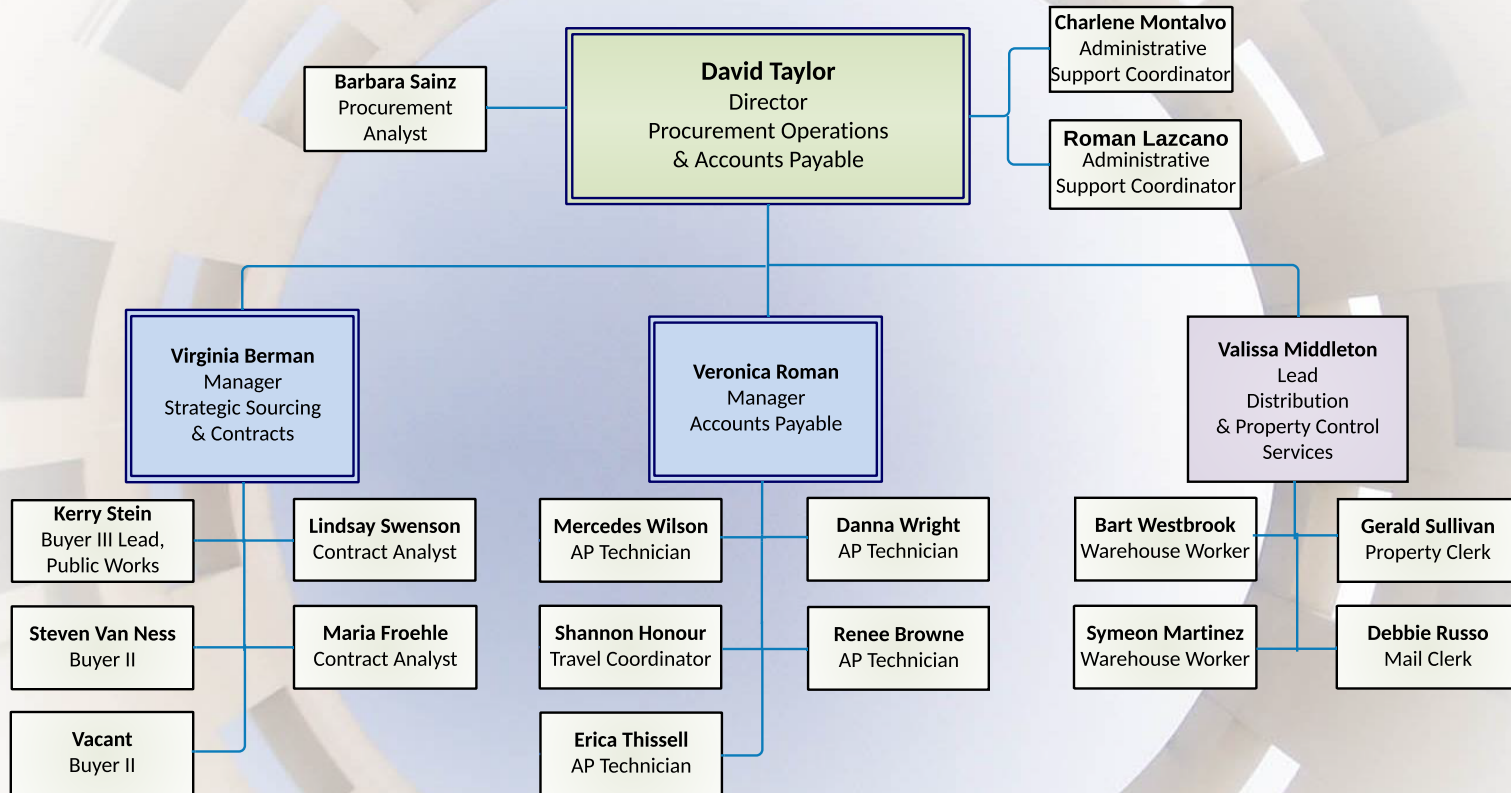 Charlene Montalvo
Administrative
Support Coordinator
David Taylor
Director
Procurement Operations
& Accounts Payable
Barbara Sainz
Procurement
Analyst
Roman Lazcano
Administrative
Support Coordinator
Virginia Berman
Manager
Strategic Sourcing
& Contracts
Veronica Roman
Manager
Accounts Payable
Valissa Middleton
Lead
Distribution
& Property Control
Services
Kerry Stein
Buyer III Lead,
Public Works
Lindsay Swenson
Contract Analyst
Mercedes Wilson
AP Technician
Danna Wright
AP Technician
Bart Westbrook
Warehouse Worker
Gerald Sullivan
Property Clerk
Steven Van Ness
Buyer II
Maria Froehle
Contract Analyst
Shannon Honour
Travel Coordinator
Renee Browne
AP Technician
Symeon Martinez
Warehouse Worker
Debbie Russo
Mail Clerk
Vacant
Buyer II
Erica Thissell
AP Technician